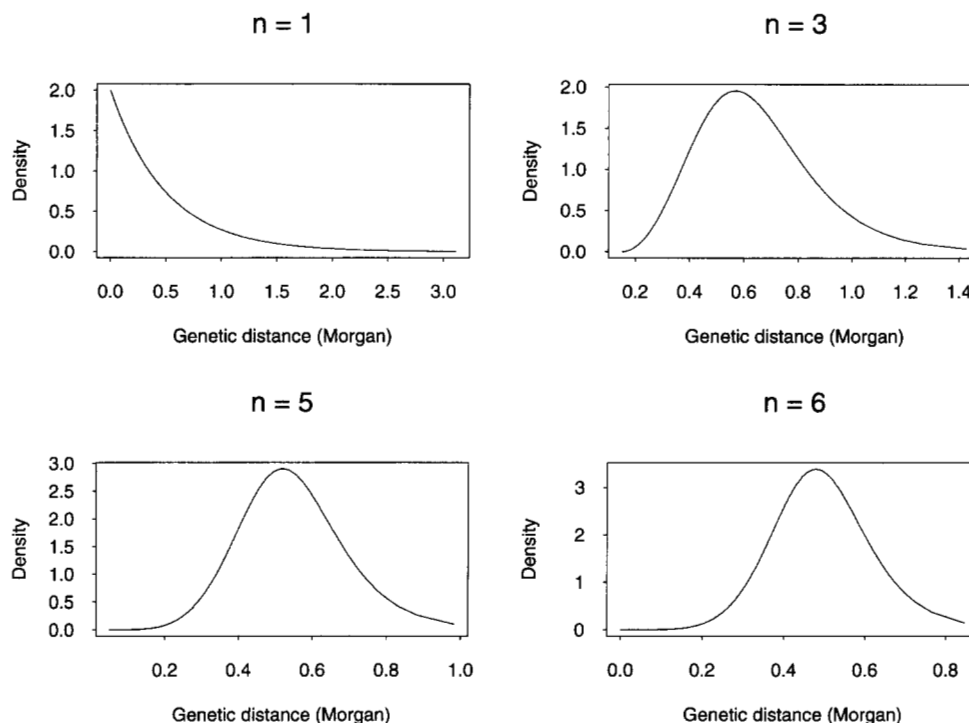 n = 1
2.0
1.5
1.0
0.5
0.0
Density
0.0 0.5 1.0 1.5 2.0 2.5 3.0
Genetic distance (Morgan)
n = 3
2.0
1.5
1.0
0.5
0.0
Density
0.2 0.4 0.6 0.8 1.0 1.2 1.4
Genetic distance (Morgan)
n = 5
3.0
2.5
2.0
1.5
1.0
0.5
0.0
Density
0.2 0.4 0.6 0.8 1.0
Genetic distance (Morgan)
n = 6
3
2
1
0
Density
0.0 0.2 0.4 0.6 0.8
Genetic distance (Morgan)